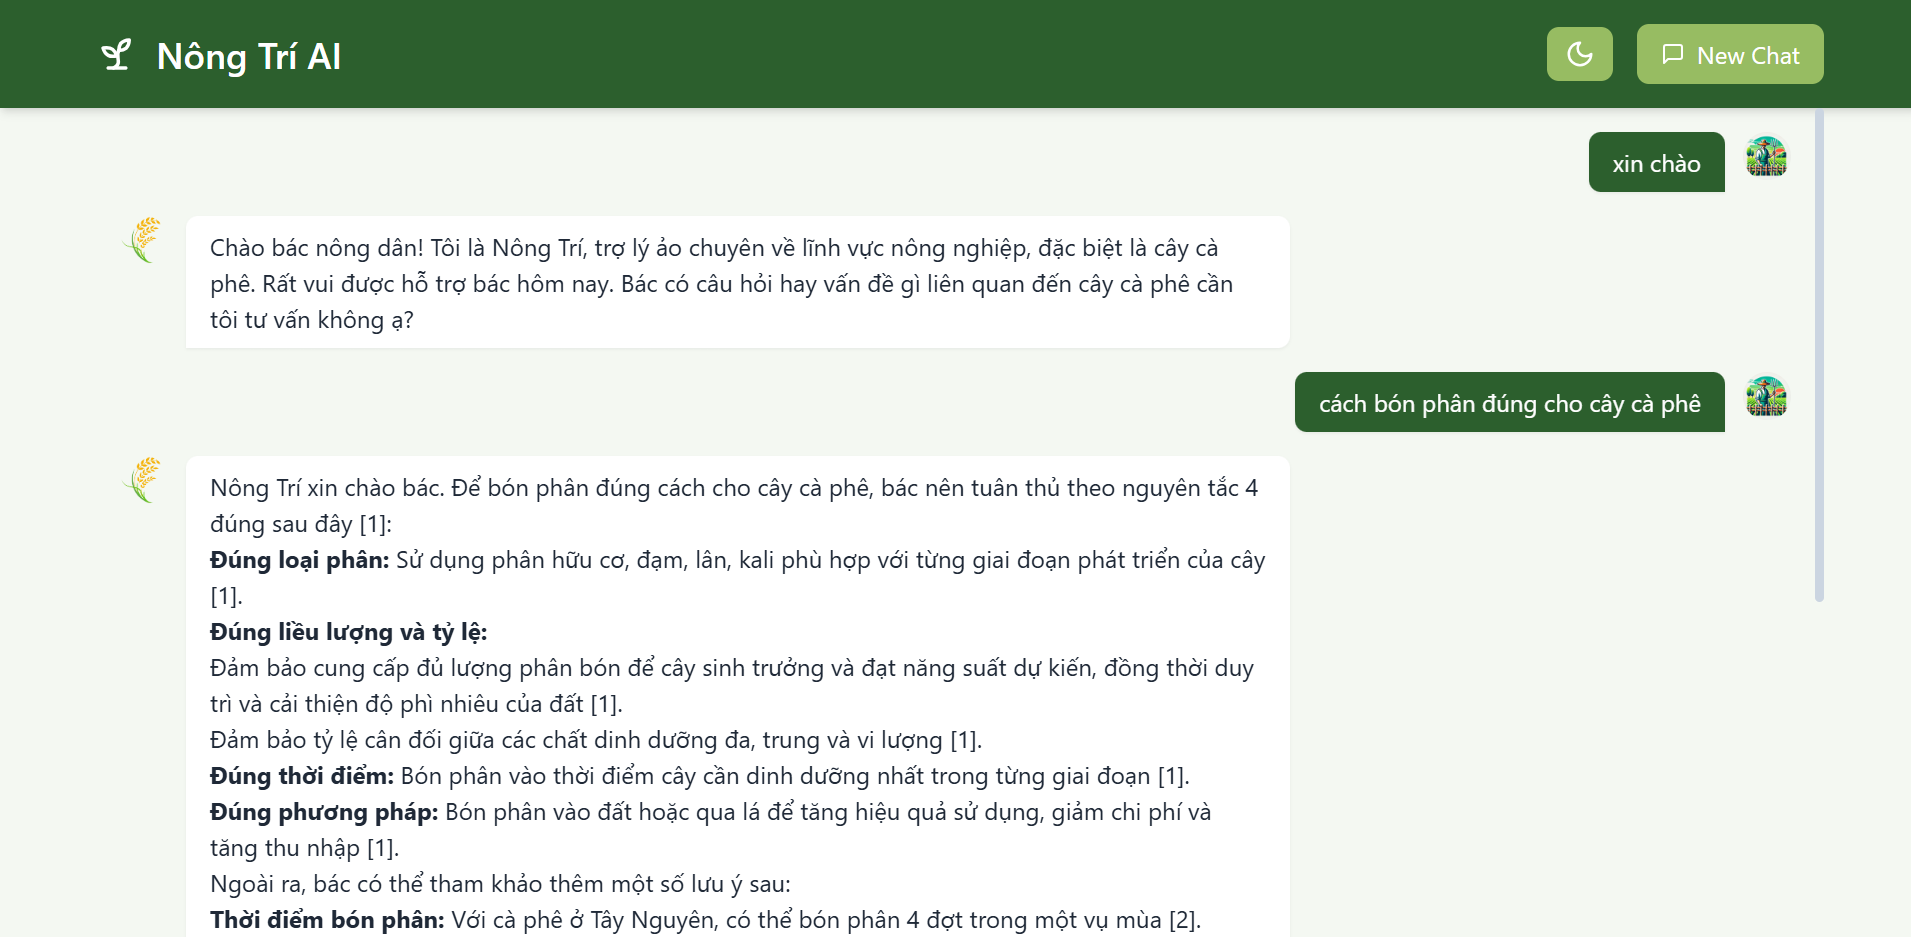 Nông Trí AI
New Chat
xin chào
Chào bác nông dân! Tôi là Nông Trí, trợ lý ảo chuyên về lĩnh vực nông nghiệp, đặc biệt là cây cà
phê. Rất vui được hỗ trợ bác hôm nay. Bác có câu hỏi hay vấn đề gì liên quan đến cây cà phê cần
tôi tư vấn không ạ?
cách bón phân đúng cho cây cà phê
Nông Trí xin chào bác. Để bón phân đúng cách cho cây cà phê, bác nên tuân thủ theo nguyên tắc 4
đúng sau đây [1]:
Đúng loại phân: Sử dụng phân hữu cơ, đạm, lân, kali phù hợp với từng giai đoạn phát triển của cây
[1].
Đúng liều lượng và tỷ lệ:
Đảm bảo cung cấp đủ lượng phân bón để cây sinh trưởng và đạt năng suất dự kiến, đồng thời duy
trì và cải thiện độ phì nhiêu của đất [1].
Đảm bảo tỷ lệ cân đối giữa các chất dinh dưỡng đa, trung và vi lượng [1].
Đúng thời điểm: Bón phân vào thời điểm cây cần dinh dưỡng nhất trong từng giai đoạn [1].
Đúng phương pháp: Bón phân vào đất hoặc qua lá để tăng hiệu quả sử dụng, giảm chi phí và
tăng thu nhập [1].
Ngoài ra, bác có thể tham khảo thêm một số lưu ý sau:
Thời điểm bón phân: Với cà phê ở Tây Nguyên, có thể bón phân 4 đợt trong một vụ mùa [2].